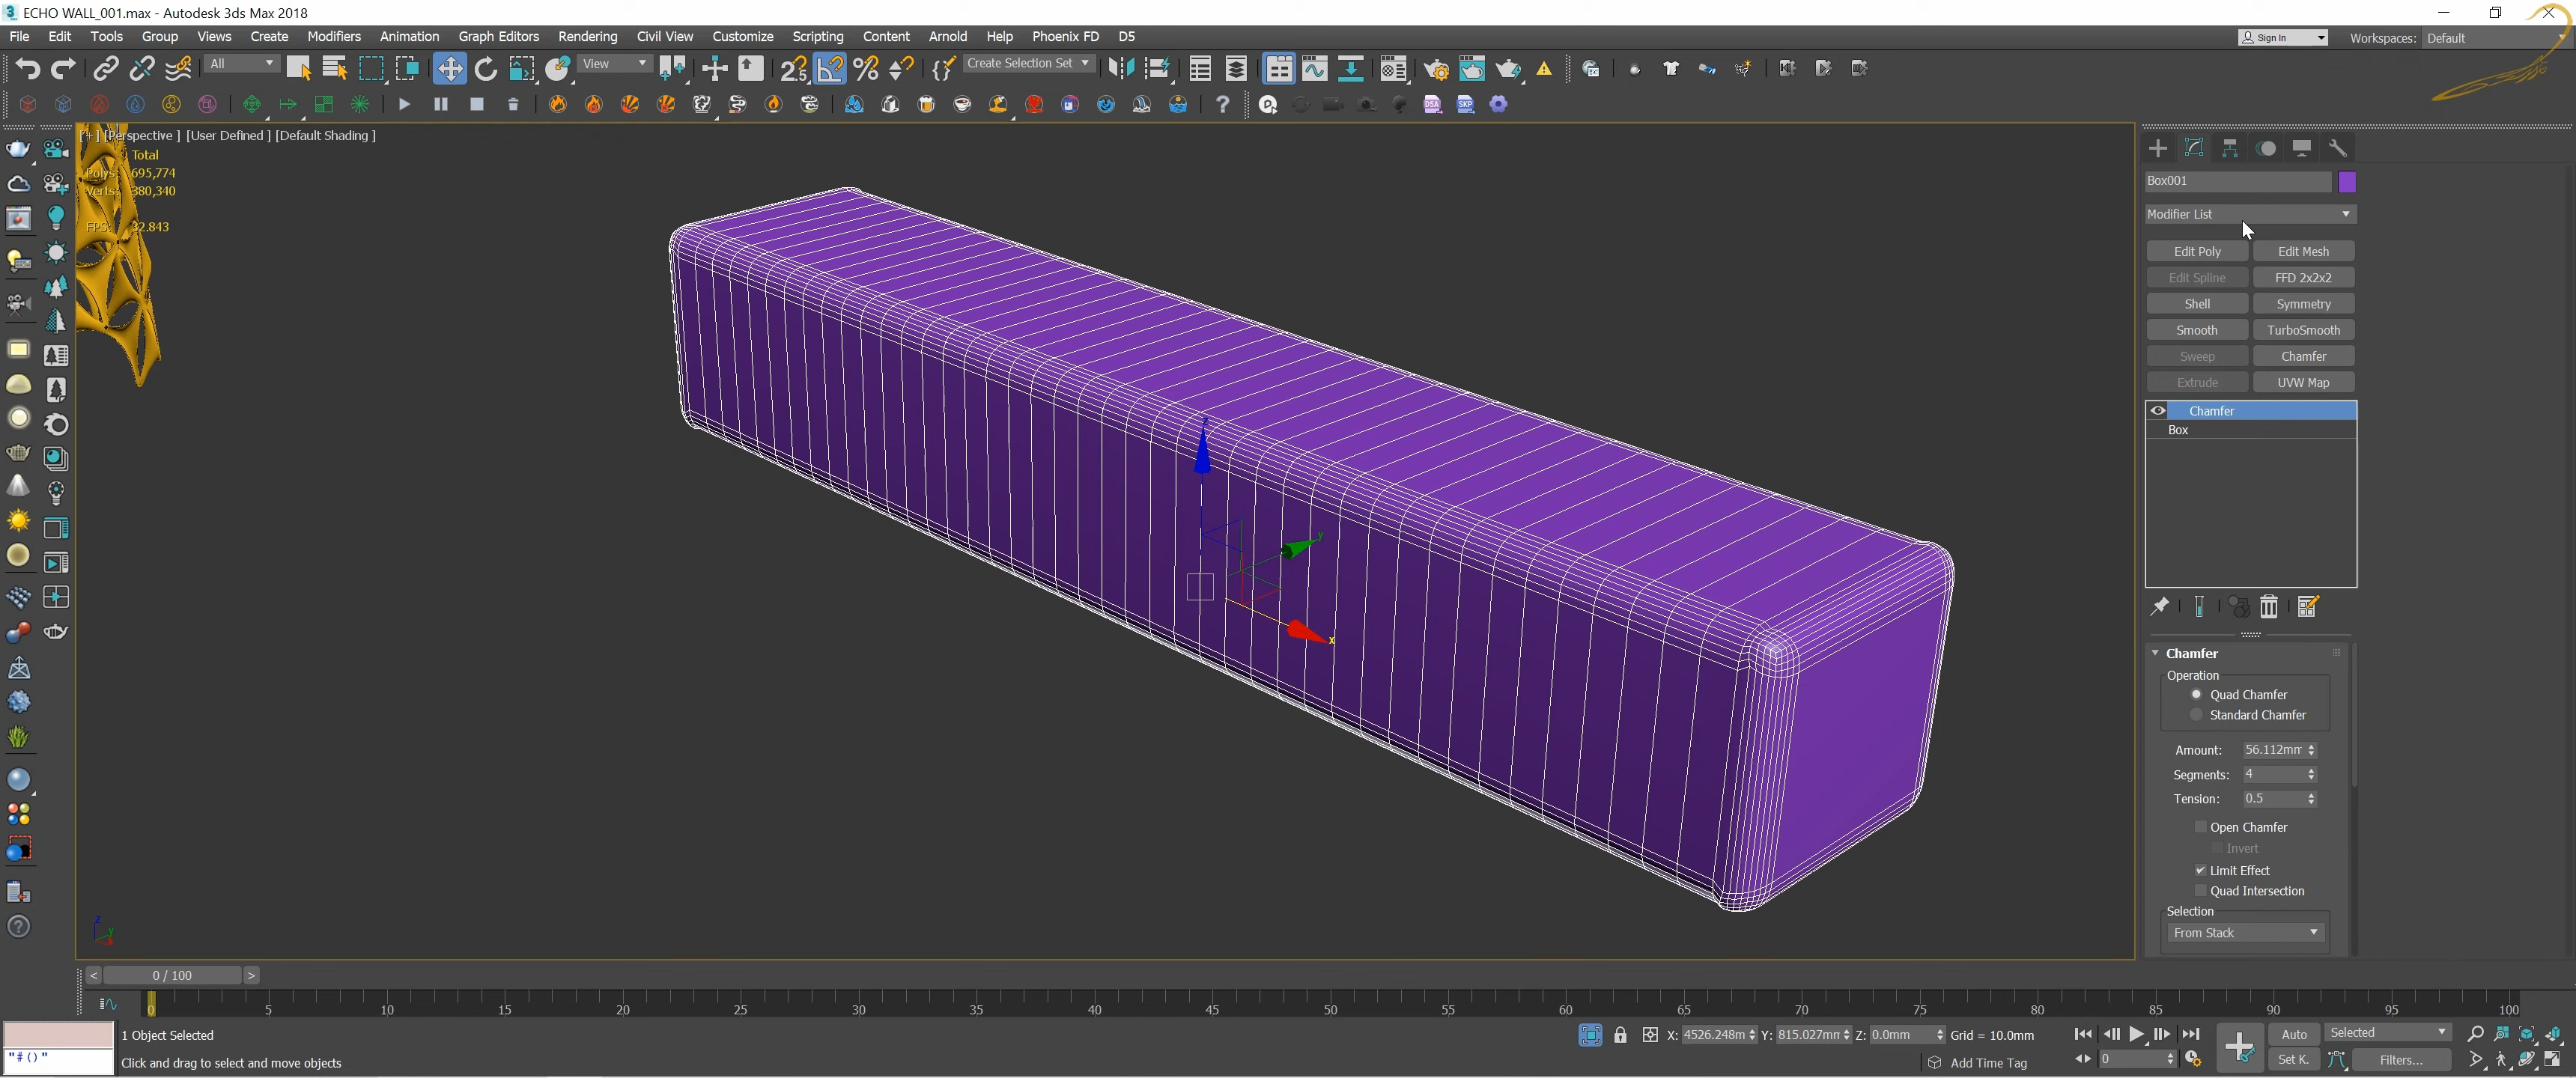 ECHO WALL_001.max - Autodesk 3ds Max 2018
File Edit Tools Group Views Create Modifiers Animation Graph Editors Rendering Civil View Customize Scripting Content Arnold Help Phoenix FD D5
Sign In
Workspaces: Default
All
View
Create Selection Set
DSA
SKP
[+] [Perspective ] [User Defined ] [Default Shading ]
Total
Polys: 695,774
Verts: 380,340
FPS: 32.843
Box001
Modifier List
Edit Poly Edit Mesh
Edit Spline FFD 2x2x2
Shell Symmetry
Smooth TurboSmooth
Sweep Chamfer
Extrude UVW Map
Chamfer
Box
Chamfer
Operation
Quad Chamfer
Standard Chamfer
Amount: 56.112mm
Segments: 4
Tension: 0.5
Open Chamfer
Invert
Limit Effect
Quad Intersection
Selection
From Stack
z
y
x
z
y
< 0 / 100 >
0 5 10 15 20 25 30 35 40 45 50 55 60 65 70 75 80 85 90 95 100
1 Object Selected
X: 4526.248m Y: 815.027mm Z: 0.0mm Grid = 10.0mm
Auto Selected
"#()"
Click and drag to select and move objects
Add Time Tag
0
Set K. Filters...